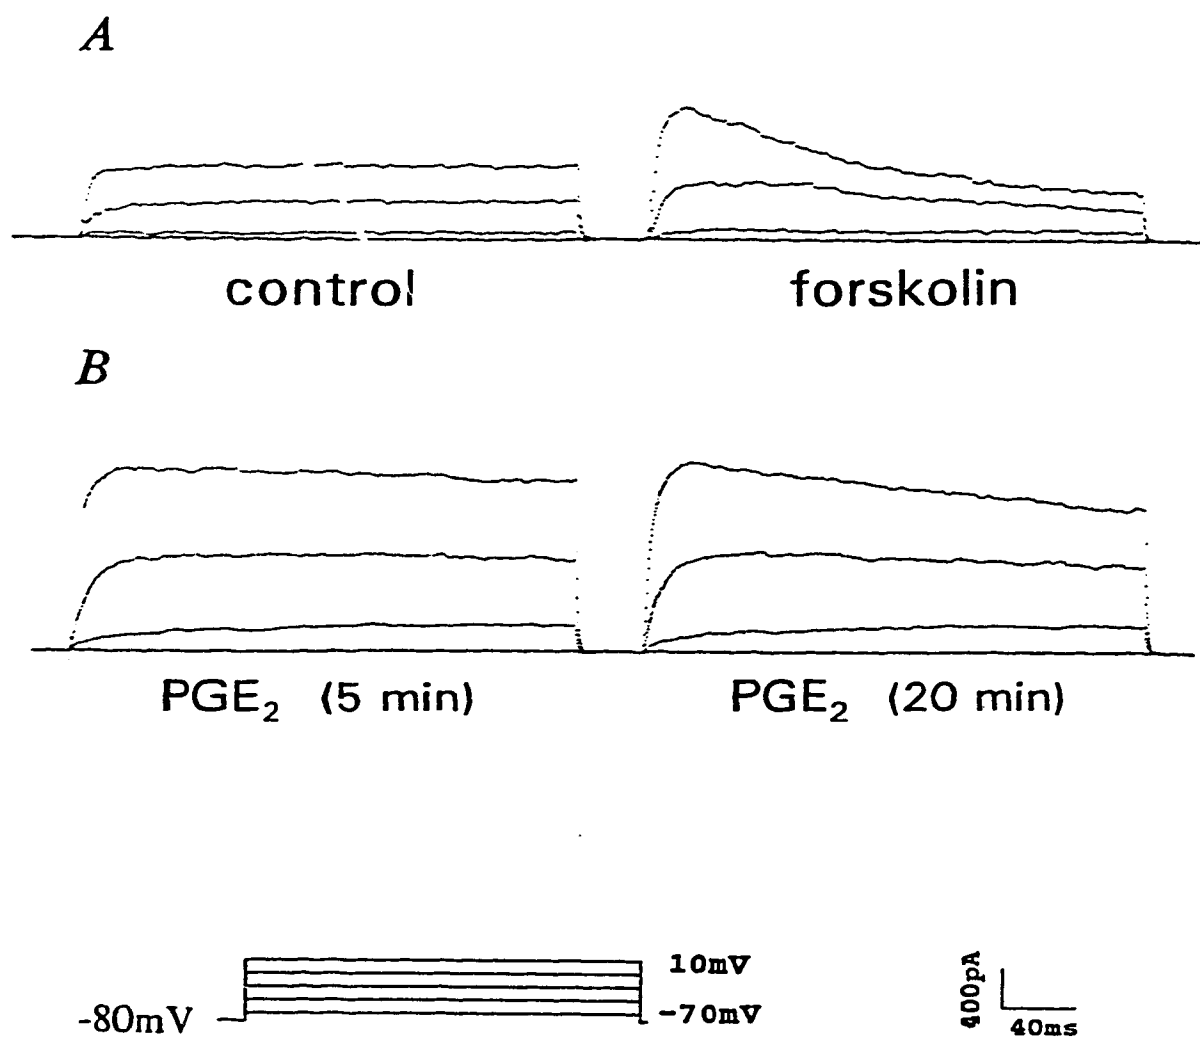 A
control forskolin
B
PGE₂ (5 min) PGE₂ (20 min)
10mV
-80mV
-70mV
400pA
40ms